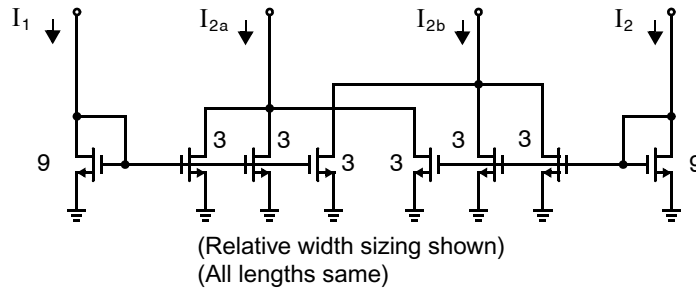 I1 I2a I2b I2
9 3 3 3 3 3 3 9
(Relative width sizing shown)
(All lengths same)